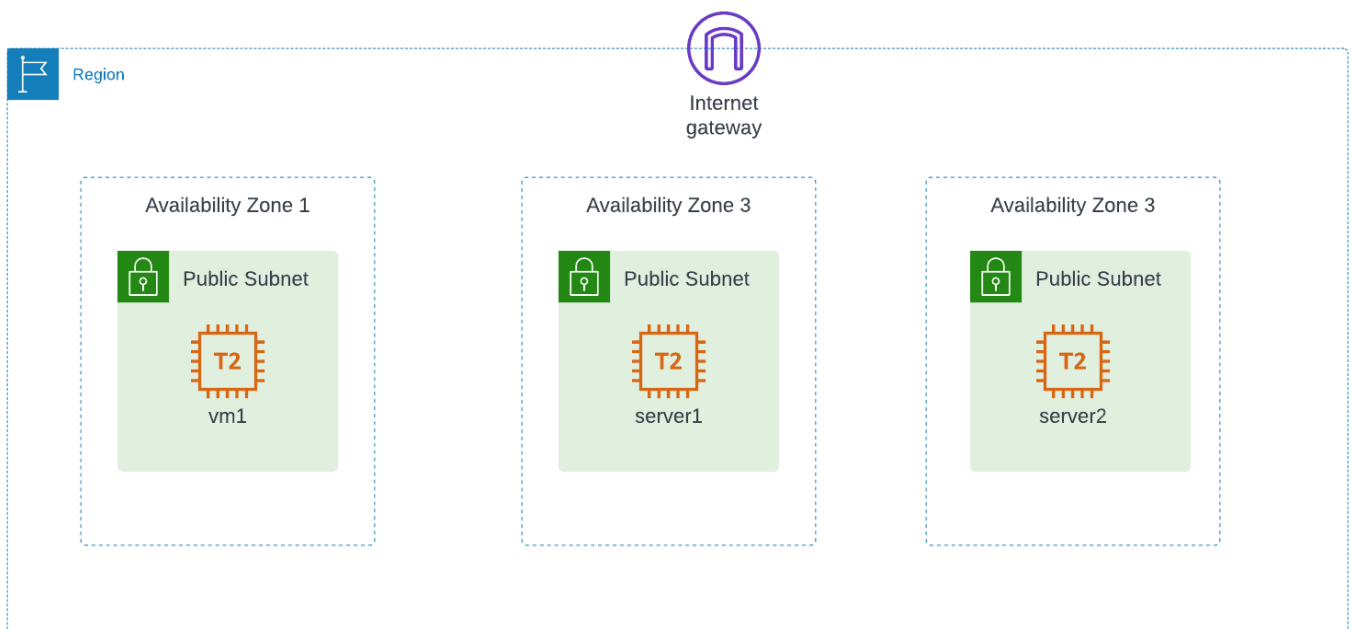 Region
Internet
gateway
Availability Zone 1
Availability Zone 3
Availability Zone 3
Public Subnet
Public Subnet
Public Subnet
T2
T2
T2
vm1
server1
server2